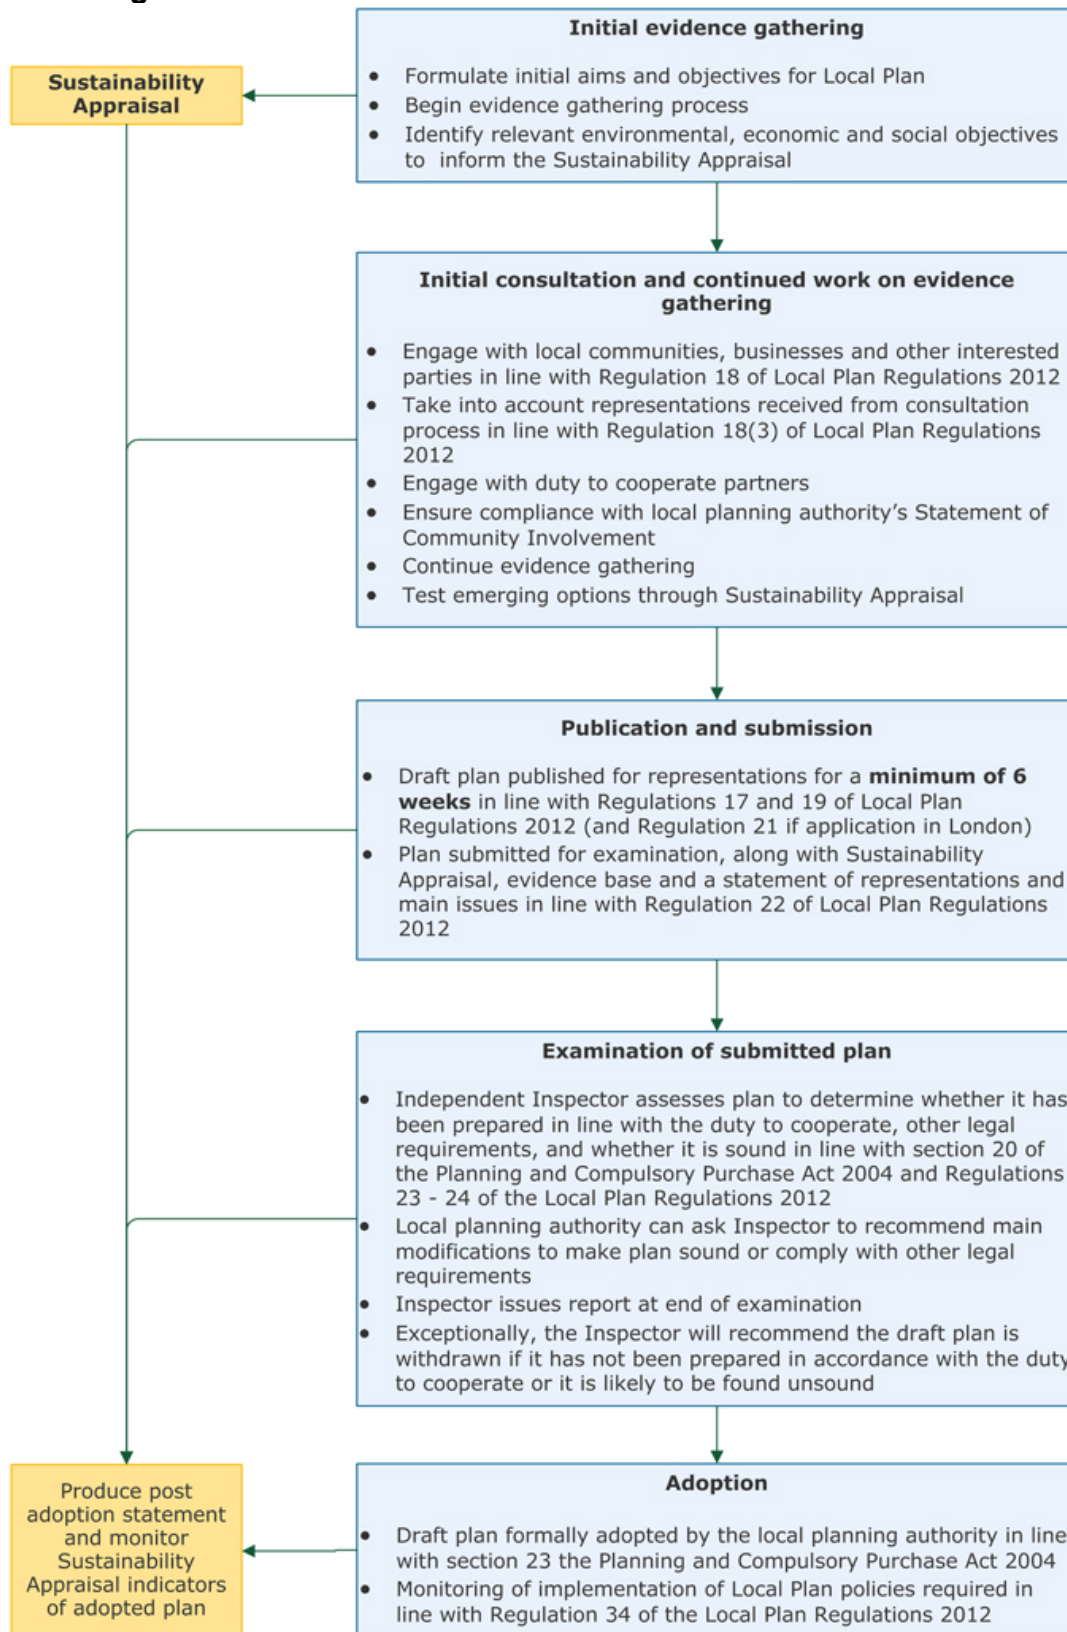 Initial evidence gathering
• Formulate initial aims and objectives for Local Plan
• Begin evidence gathering process
• Identify relevant environmental, economic and social objectives
to inform the Sustainability Appraisal
Sustainability
Appraisal
Initial consultation and continued work on evidence
gathering
• Engage with local communities, businesses and other interested
parties in line with Regulation 18 of Local Plan Regulations 2012
• Take into account representations received from consultation
process in line with Regulation 18(3) of Local Plan Regulations
2012
• Engage with duty to cooperate partners
• Ensure compliance with local planning authority’s Statement of
Community Involvement
• Continue evidence gathering
• Test emerging options through Sustainability Appraisal
Publication and submission
• Draft plan published for representations for a minimum of 6
weeks in line with Regulations 17 and 19 of Local Plan
Regulations 2012 (and Regulation 21 if application in London)
• Plan submitted for examination, along with Sustainability
Appraisal, evidence base and a statement of representations and
main issues in line with Regulation 22 of Local Plan Regulations
2012
Examination of submitted plan
• Independent Inspector assesses plan to determine whether it has
been prepared in line with the duty to cooperate, other legal
requirements, and whether it is sound in line with section 20 of
the Planning and Compulsory Purchase Act 2004 and Regulations
23 - 24 of the Local Plan Regulations 2012
• Local planning authority can ask Inspector to recommend main
modifications to make plan sound or comply with other legal
requirements
• Inspector issues report at end of examination
• Exceptionally, the Inspector will recommend the draft plan is
withdrawn if it has not been prepared in accordance with the duty
to cooperate or it is likely to be found unsound
Adoption
• Draft plan formally adopted by the local planning authority in line
with section 23 the Planning and Compulsory Purchase Act 2004
• Monitoring of implementation of Local Plan policies required in
line with Regulation 34 of the Local Plan Regulations 2012
Produce post
adoption statement
and monitor
Sustainability
Appraisal indicators
of adopted plan